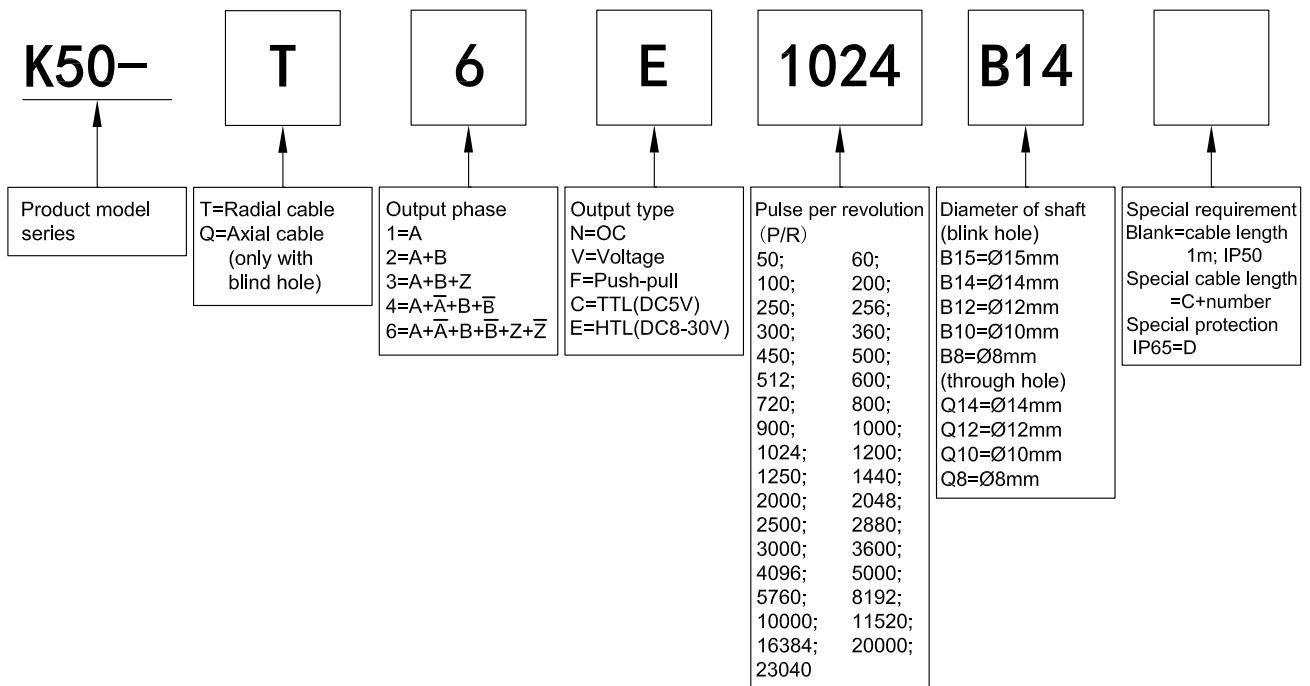 K50- T 6 E 1024 B14
Product model
series
T=Radial cable
Q=Axial cable
(only with
blind hole)
Output phase
1=A
2=A+B
3=A+B+Z
4=A+A̅+B+B̅
6=A+A̅+B+B̅+Z+Z̅
Output type
N=OC
V=Voltage
F=Push-pull
C=TTL(DC5V)
E=HTL(DC8-30V)
Pulse per revolution
(P/R)
50; 60;
100; 200;
250; 256;
300; 360;
450; 500;
512; 600;
720; 800;
900; 1000;
1024; 1200;
1250; 1440;
2000; 2048;
2500; 2880;
3000; 3600;
4096; 5000;
5760; 8192;
10000; 11520;
16384; 20000;
23040
Diameter of shaft
(blink hole)
B15=Ø15mm
B14=Ø14mm
B12=Ø12mm
B10=Ø10mm
B8=Ø8mm
(through hole)
Q14=Ø14mm
Q12=Ø12mm
Q10=Ø10mm
Q8=Ø8mm
Special requirement
Blank=cable length
1m; IP50
Special cable length
=C+number
Special protection
IP65=D